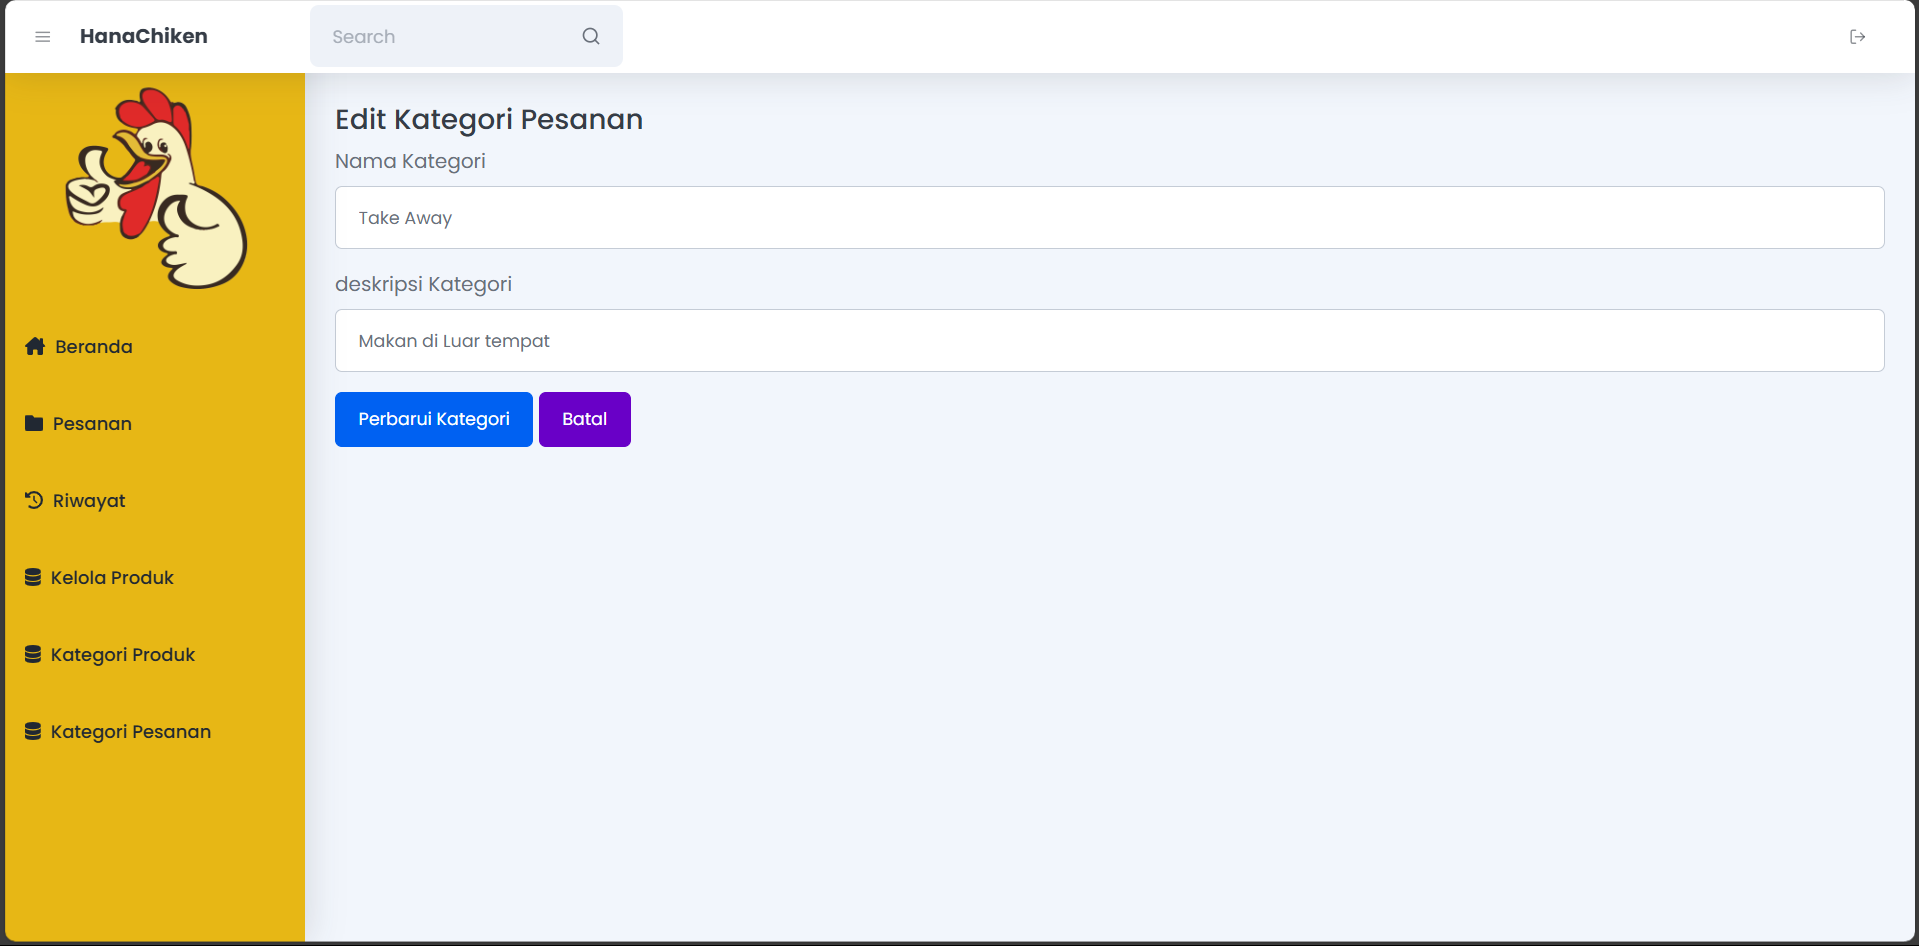 HanaChiken
Search
Beranda
Pesanan
Riwayat
Kelola Produk
Kategori Produk
Kategori Pesanan
Edit Kategori Pesanan
Nama Kategori
Take Away
deskripsi Kategori
Makan di Luar tempat
Perbarui Kategori Batal